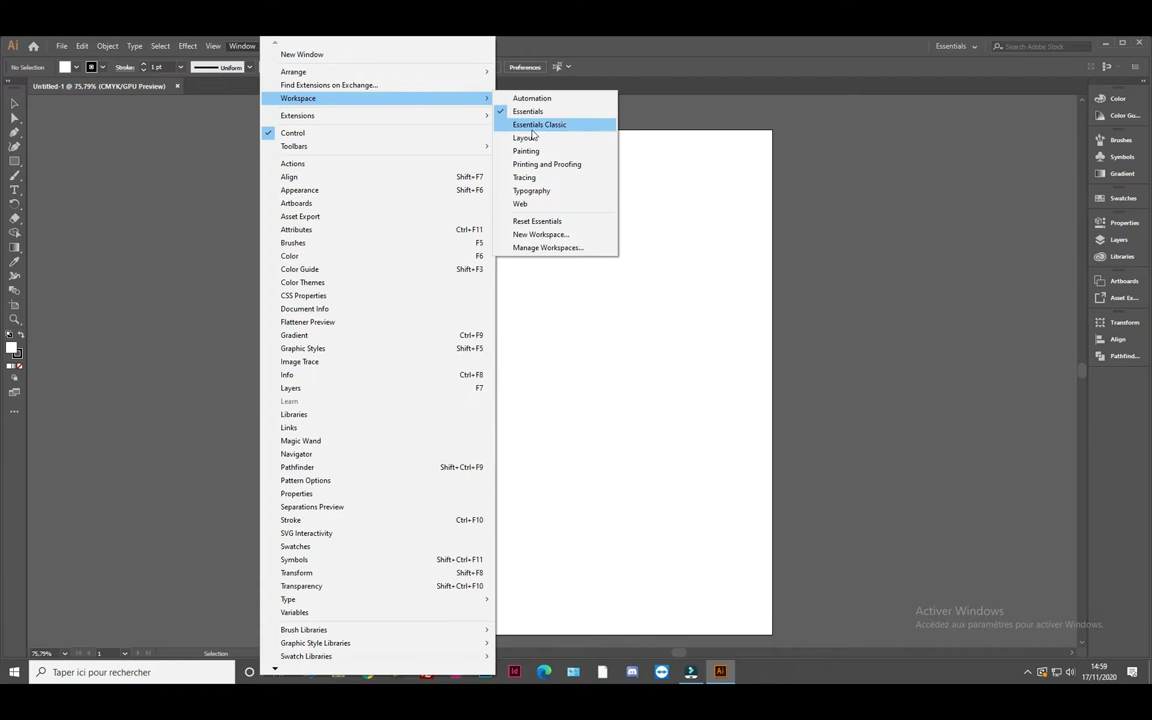 Ai File Edit Object Type Select Effect View Window Essentials Search Adobe Stock
No Selection Stroke: 1 pt Uniform Preferences
Untitled-1 @ 75,79% (CMYK/GPU Preview) ×
New Window
Arrange
Find Extensions on Exchange...
Workspace
Extensions
Control
Toolbars
Actions
Align Shift+F7
Appearance Shift+F6
Artboards
Asset Export
Attributes Ctrl+F11
Brushes F5
Color F6
Color Guide Shift+F3
Color Themes
CSS Properties
Document Info
Flattener Preview
Gradient Ctrl+F9
Graphic Styles Shift+F5
Image Trace
Info Ctrl+F8
Layers F7
Learn
Libraries
Links
Magic Wand
Navigator
Pathfinder Shift+Ctrl+F9
Pattern Options
Properties
Separations Preview
Stroke Ctrl+F10
SVG Interactivity
Swatches
Symbols Shift+Ctrl+F11
Transform Shift+F8
Transparency Shift+Ctrl+F10
Type
Variables
Brush Libraries
Graphic Style Libraries
Swatch Libraries
Automation
Essentials
Essentials Classic
Layout
Painting
Printing and Proofing
Tracing
Typography
Web
Reset Essentials
New Workspace...
Manage Workspaces...
Color
Color Gu...
Brushes
Symbols
Gradient
Swatches
Properties
Layers
Libraries
Artboards
Asset Ex...
Transform
Align
Pathfin...
Activer Windows
Accédez aux paramètres pour activer Windows.
75,79% 1 Selection
Taper ici pour rechercher
14:59
17/11/2020